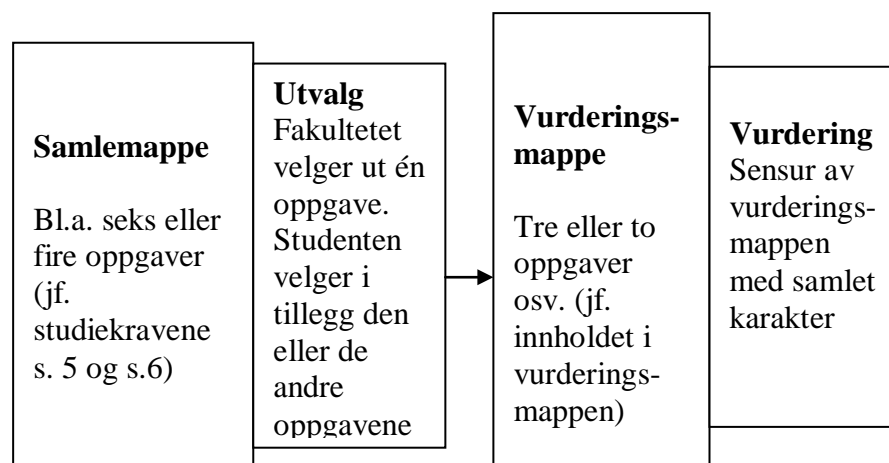 Samlemappe
Bl.a. seks eller
fire oppgaver
(jf.
studiekravene
s. 5 og s.6)
Utvalg
Fakultetet
velger ut én
oppgave.
Studenten
velger i
tillegg den
eller de
andre
oppgavene
Vurderings-
mappe
Tre eller to
oppgaver
osv. (jf.
innholdet i
vurderings-
mappen)
Vurdering
Sensur av
vurderings-
mappen
med samlet
karakter